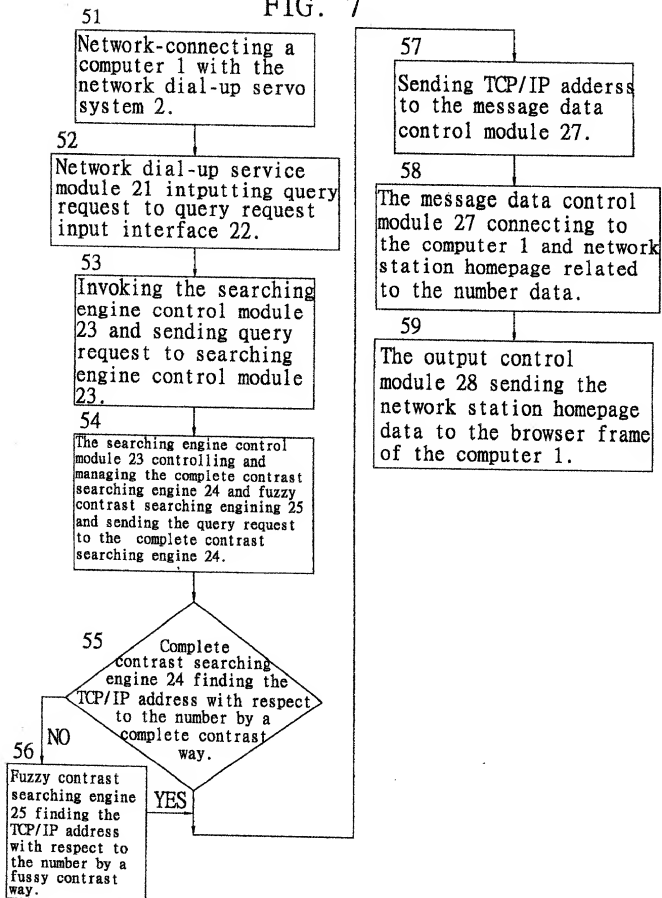 FIG. 7
51
Network-connecting a
computer 1 with the
network dial-up servo
system 2.
52
Network dial-up service
module 21 intputting query
request to query request
input interface 22.
53
Invoking the searching
engine control module
23 and sending query
request to searching
engine control module
23.
54
The searching engine control
module 23 controlling and
managing the complete contrast
searching engine 24 and fuzzy
contrast searching engining 25
and sending the query request
to the complete contrast
searching engine 24.
55
Complete
contrast searching
engine 24 finding the
TCP/IP address with respect
to the number by a
complete contrast
way.
NO
56
Fuzzy contrast
searching engine
25 finding the
TCP/IP address
with respect to
the number by a
fussy contrast
way.
YES
57
Sending TCP/IP adderss
to the message data
control module 27.
58
The message data control
module 27 connecting to
the computer 1 and network
station homepage related
to the number data.
59
The output control
module 28 sending the
network station homepage
data to the browser frame
of the computer 1.